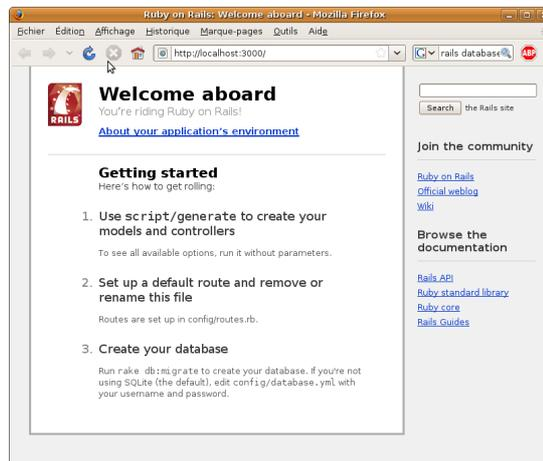 Ruby on Rails: Welcome aboard - Mozilla Firefox
Fichier Édition Affichage Historique Marque-pages Outils Aide
http://localhost:3000/
rails database
ABP
RAILS
Welcome aboard
You're riding Ruby on Rails!
About your application's environment
Getting started
Here's how to get rolling:
1. Use script/generate to create your
models and controllers
To see all available options, run it without parameters.
2. Set up a default route and remove or
rename this file
Routes are set up in config/routes.rb.
3. Create your database
Run rake db:migrate to create your database. If you're not
using SQLite (the default), edit config/database.yml with
your username and password.
Search the Rails site
Join the community
Ruby on Rails
Official weblog
Wiki
Browse the
documentation
Rails API
Ruby standard library
Ruby core
Rails Guides